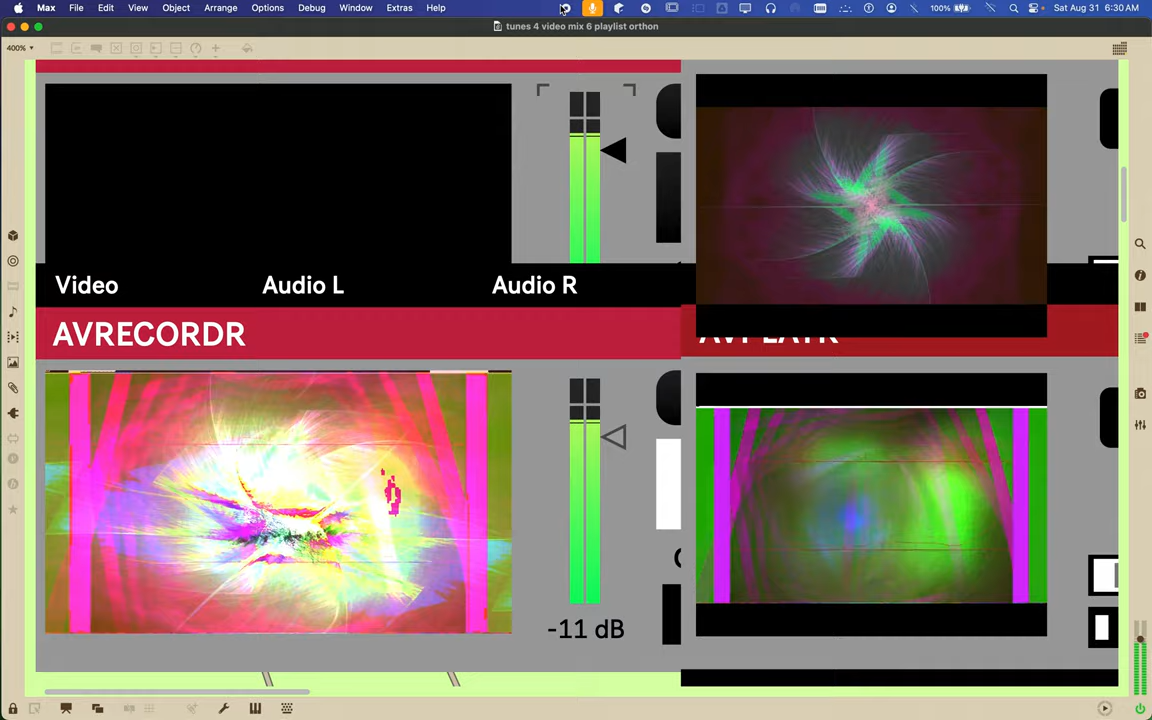 Max File Edit View Object Arrange Options Debug Window Extras Help 100% Sat Aug 31 6:30 AM
tunes 4 video mix 6 playlist orthon
400%
Video Audio L Audio R
AVRECORDR
AVPLAYR
-11 dB